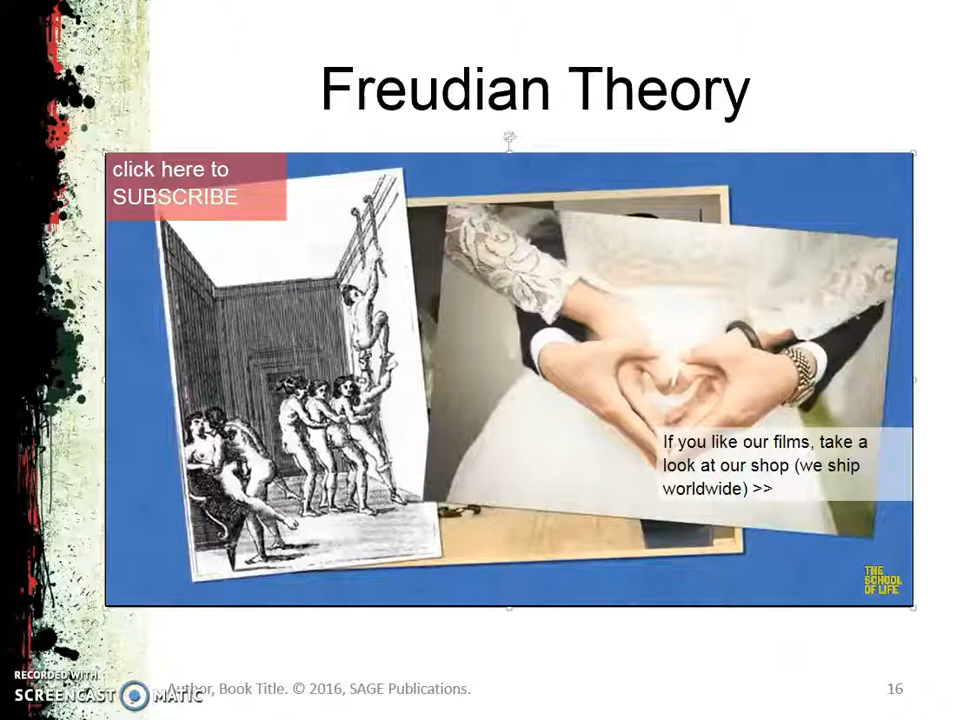 Freudian Theory
click here to
SUBSCRIBE
If you like our films, take a
look at our shop (we ship
worldwide) >>
THE
SCHOOL
OF LIFE
RECORDED WITH
SCREENCAST MATIC
Author, Book Title. © 2016, SAGE Publications.
16